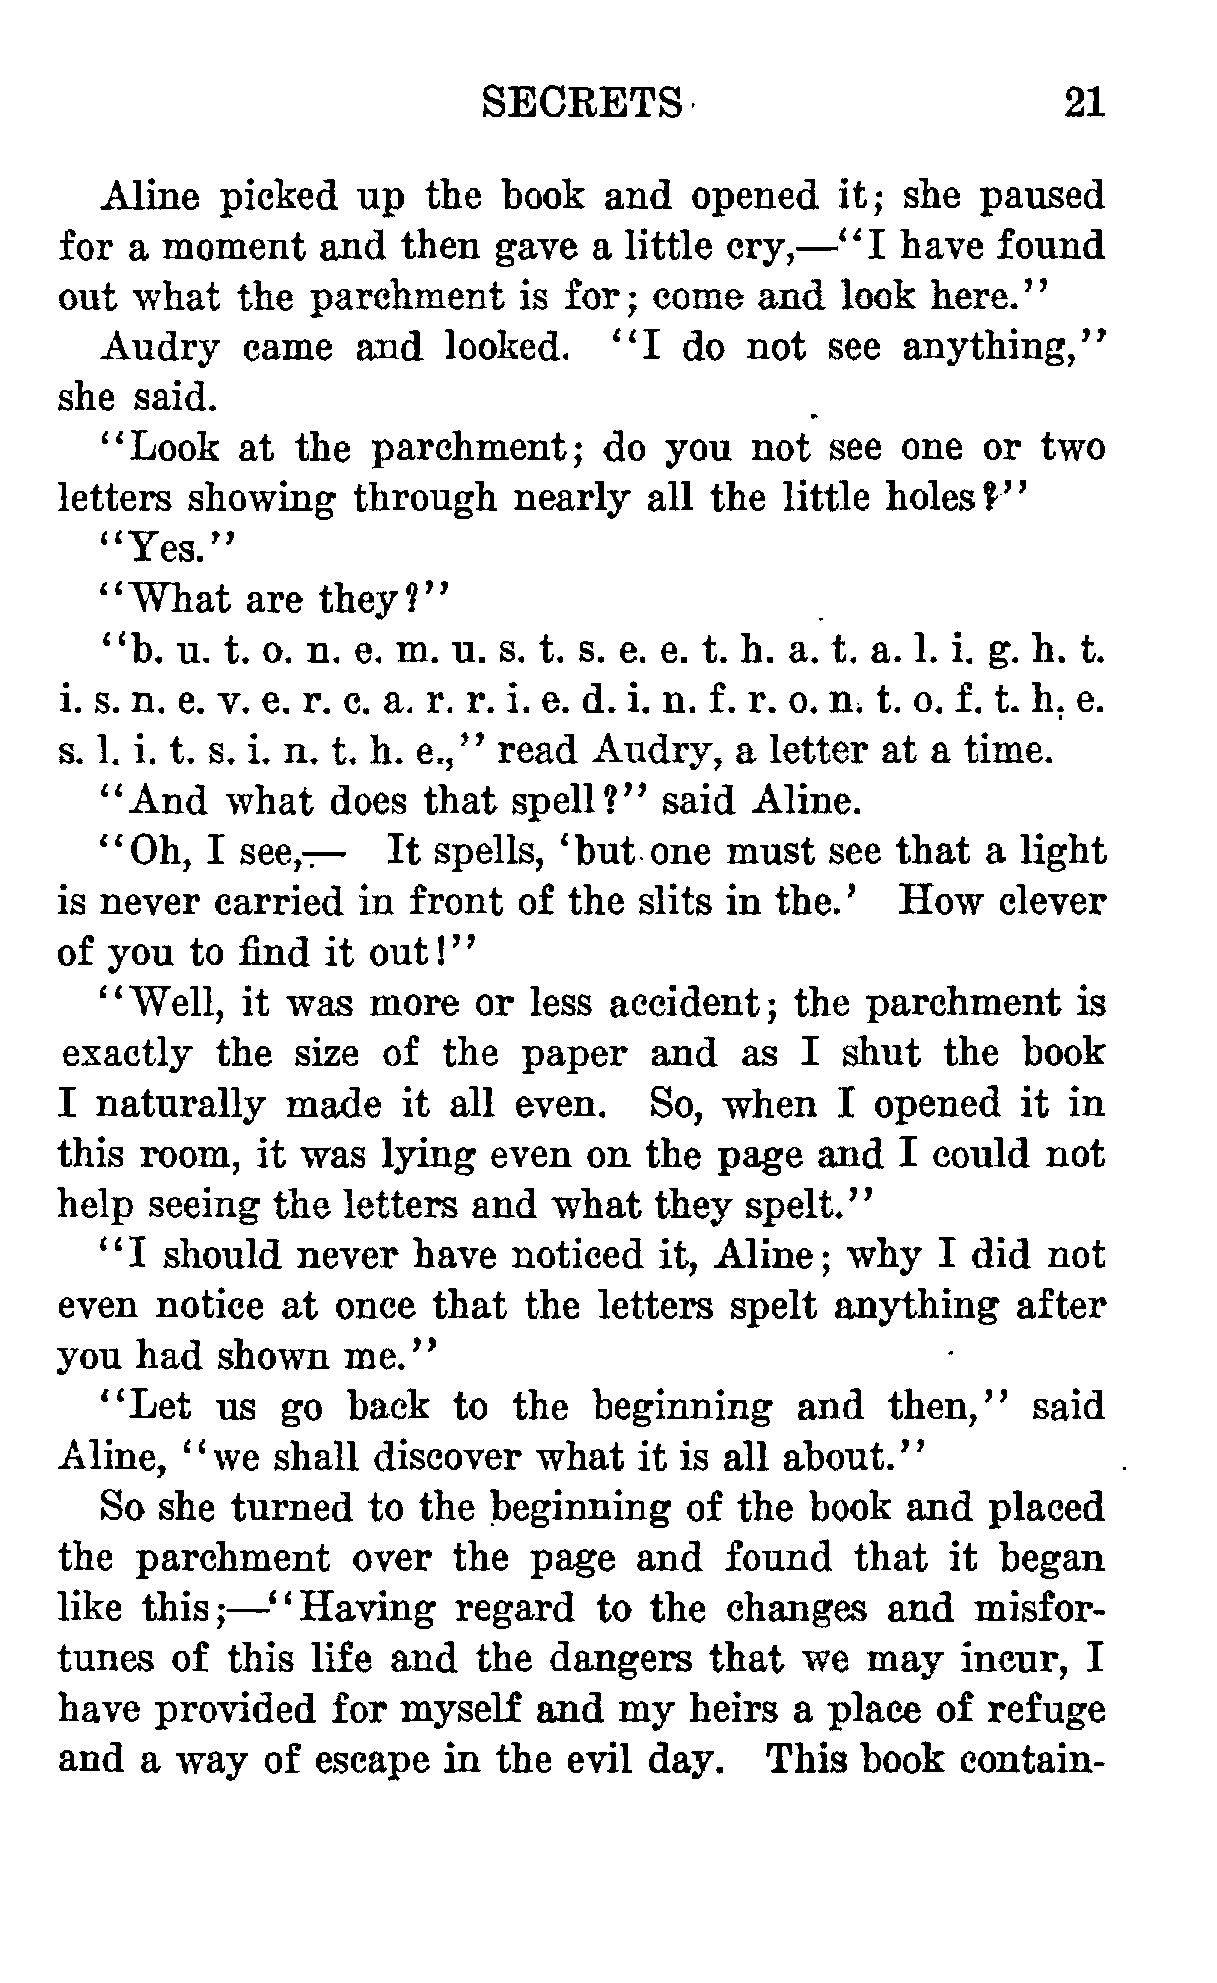 SECRETS 21
Aline picked up the book and opened it; she paused
for a moment and then gave a little cry,—"I have found
out what the parchment is for; come and look here."
Audry came and looked. "I do not see anything,"
she said.
"Look at the parchment; do you not see one or two
letters showing through nearly all the little holes?"
"Yes."
"What are they?"
"b. u. t. o. n. e. m. u. s. t. s. e. e. t. h. a. t. a. l. i. g. h. t.
i. s. n. e. v. e. r. c. a. r. r. i. e. d. i. n. f. r. o. n. t. o. f. t. h. e.
s. l. i. t. s. i. n. t. h. e.," read Audry, a letter at a time.
"And what does that spell?" said Aline.
"Oh, I see,— It spells, 'but one must see that a light
is never carried in front of the slits in the.' How clever
of you to find it out!"
"Well, it was more or less accident; the parchment is
exactly the size of the paper and as I shut the book
I naturally made it all even. So, when I opened it in
this room, it was lying even on the page and I could not
help seeing the letters and what they spelt."
"I should never have noticed it, Aline; why I did not
even notice at once that the letters spelt anything after
you had shown me."
"Let us go back to the beginning and then," said
Aline, "we shall discover what it is all about."
So she turned to the beginning of the book and placed
the parchment over the page and found that it began
like this;—"Having regard to the changes and misfor-
tunes of this life and the dangers that we may incur, I
have provided for myself and my heirs a place of refuge
and a way of escape in the evil day. This book contain-